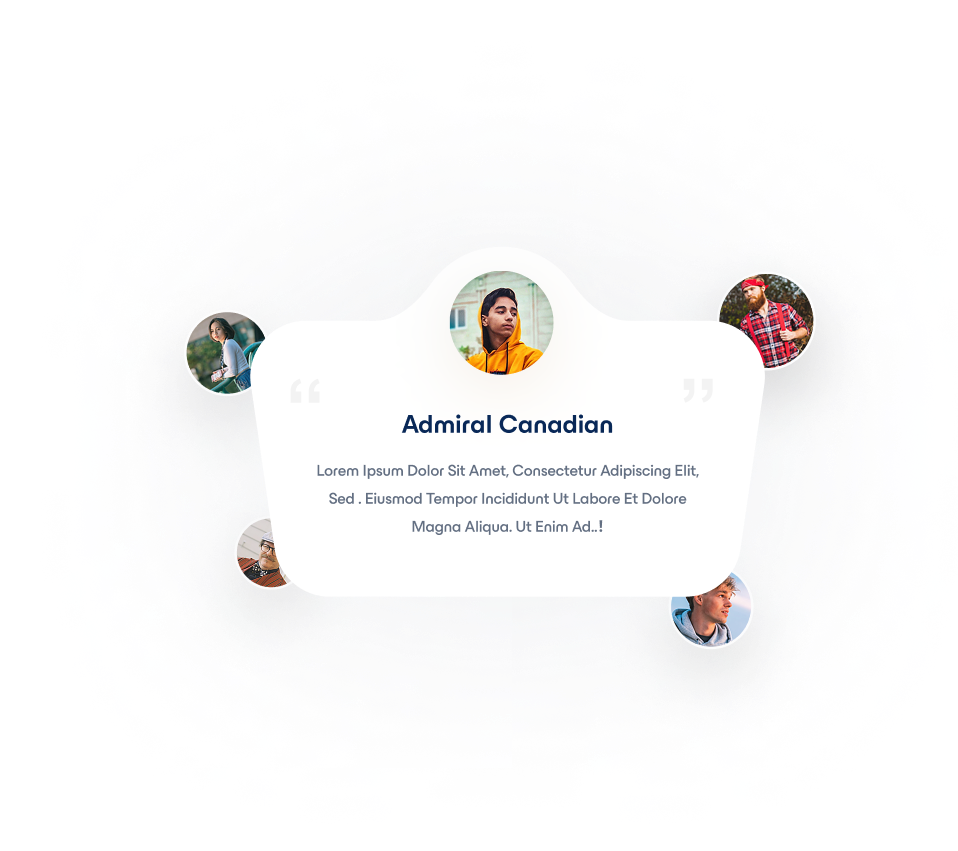 “ ”
Admiral Canadian
Lorem Ipsum Dolor Sit Amet, Consectetur Adipiscing Elit,
Sed . Eiusmod Tempor Incididunt Ut Labore Et Dolore
Magna Aliqua. Ut Enim Ad..!